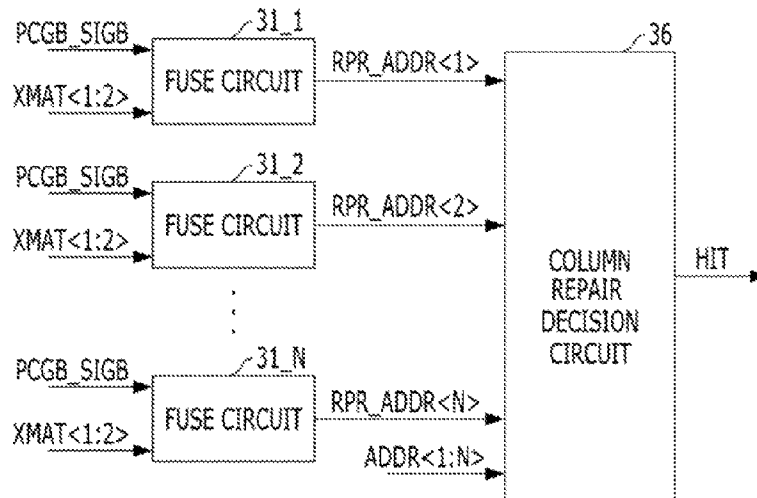 31_1
PCGB_SIGB
XMAT<1:2>
FUSE CIRCUIT
RPR_ADDR<1>
36
31_2
PCGB_SIGB
XMAT<1:2>
FUSE CIRCUIT
RPR_ADDR<2>
COLUMN
REPAIR
DECISION
CIRCUIT
HIT
31_N
PCGB_SIGB
XMAT<1:2>
FUSE CIRCUIT
RPR_ADDR<N>
ADDR<1:N>